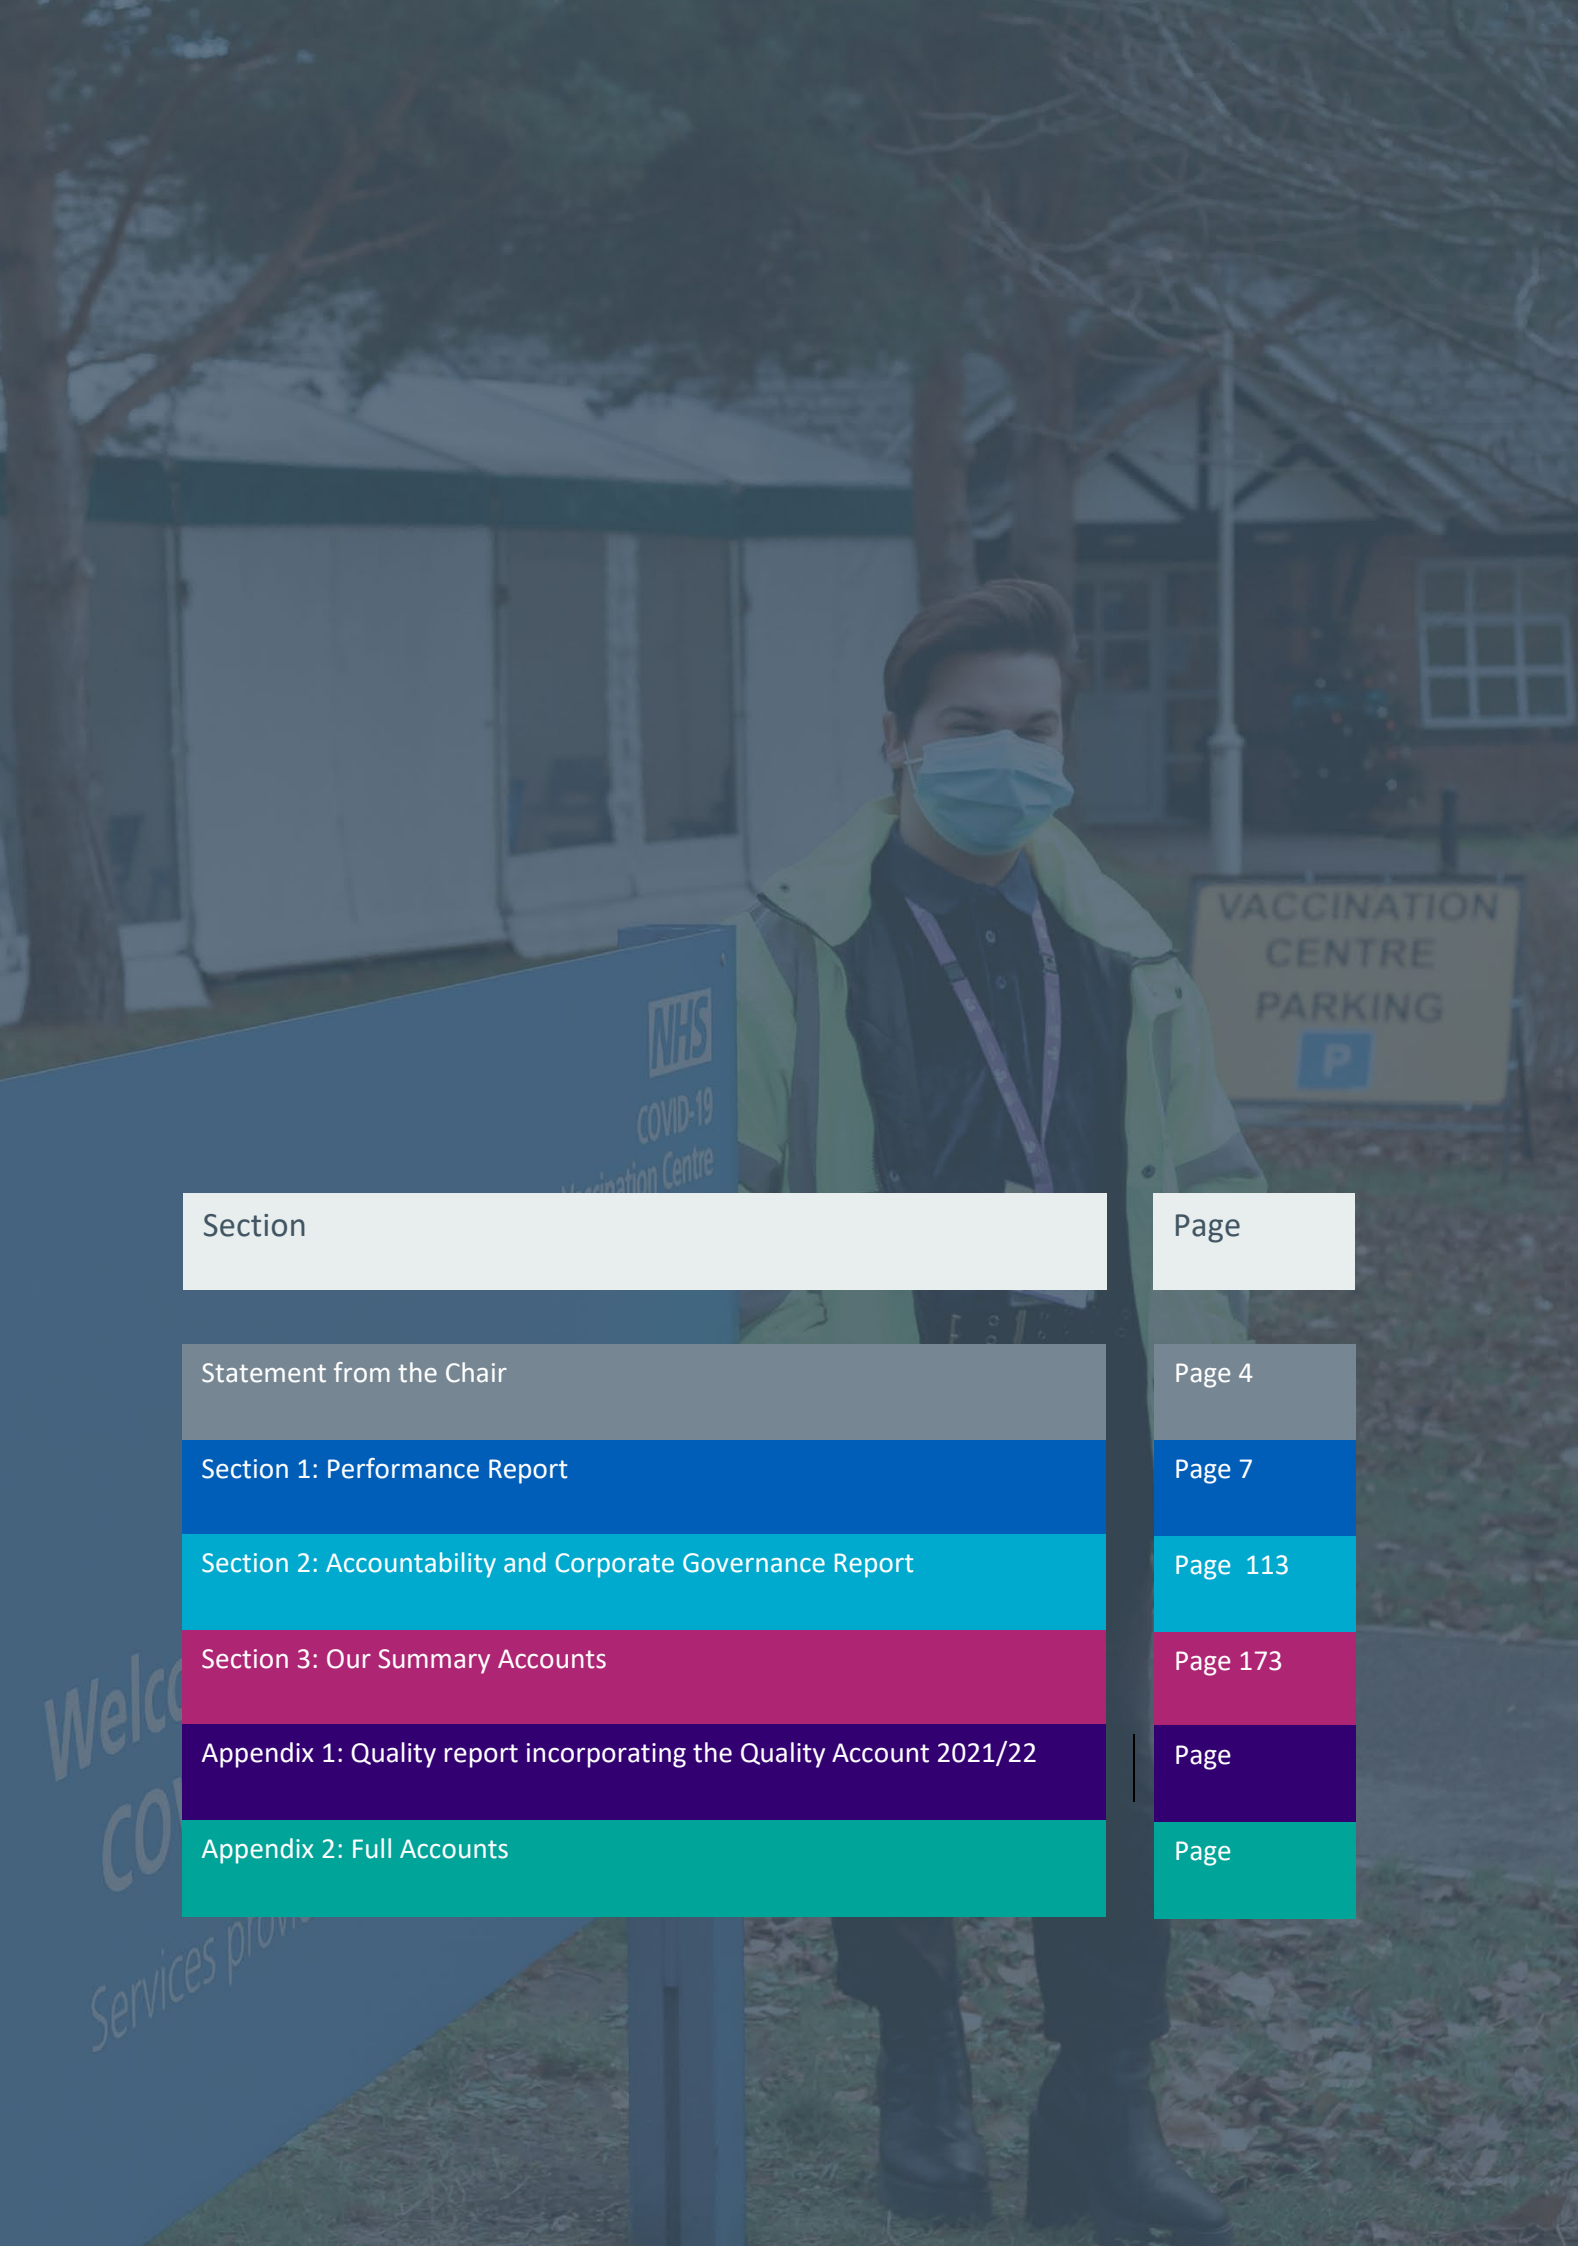 VACCINATION
CENTRE
PARKING
P
NHS
COVID-19
Centre
Section Page
Statement from the Chair Page 4
Section 1: Performance Report Page 7
Section 2: Accountability and Corporate Governance Report Page 113
Section 3: Our Summary Accounts Page 173
Appendix 1: Quality report incorporating the Quality Account 2021/22 Page
Appendix 2: Full Accounts Page
Services